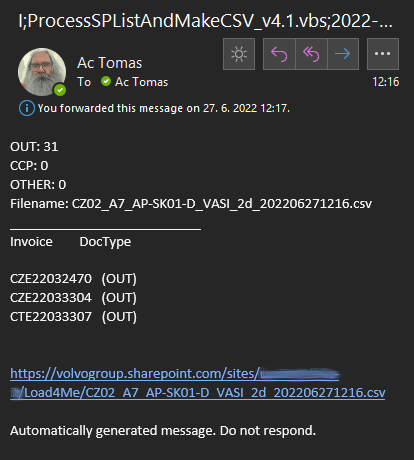 I;ProcessSPListAndMakeCSV_v4.1.vbs;2022-...
Ac Tomas
To Ac Tomas
12:16
You forwarded this message on 27. 6. 2022 12:17.
OUT: 31
CCP: 0
OTHER: 0
Filename: CZ02_A7_AP-SK01-D_VASI_2d_202206271216.csv
Invoice DocType
CZE22032470 (OUT)
CZE22033304 (OUT)
CTE22033307 (OUT)
https://volvogroup.sharepoint.com/sites/
/Load4Me/CZ02_A7_AP-SK01-D_VASI_2d_202206271216.csv
Automatically generated message. Do not respond.